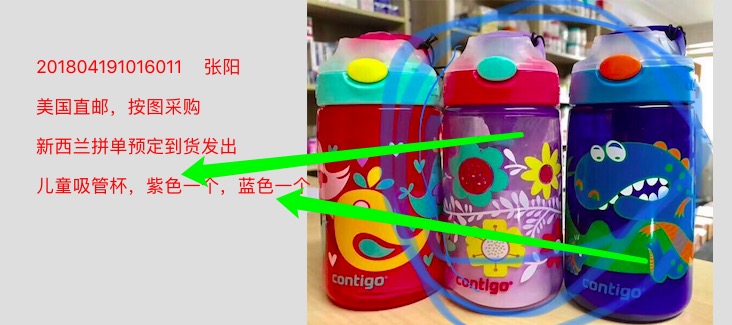 201804191016011 张阳
美国直邮，按图采购
新西兰拼单预定到货发出
儿童吸管杯，紫色一个，蓝色一个
contigo
contigo
contigo